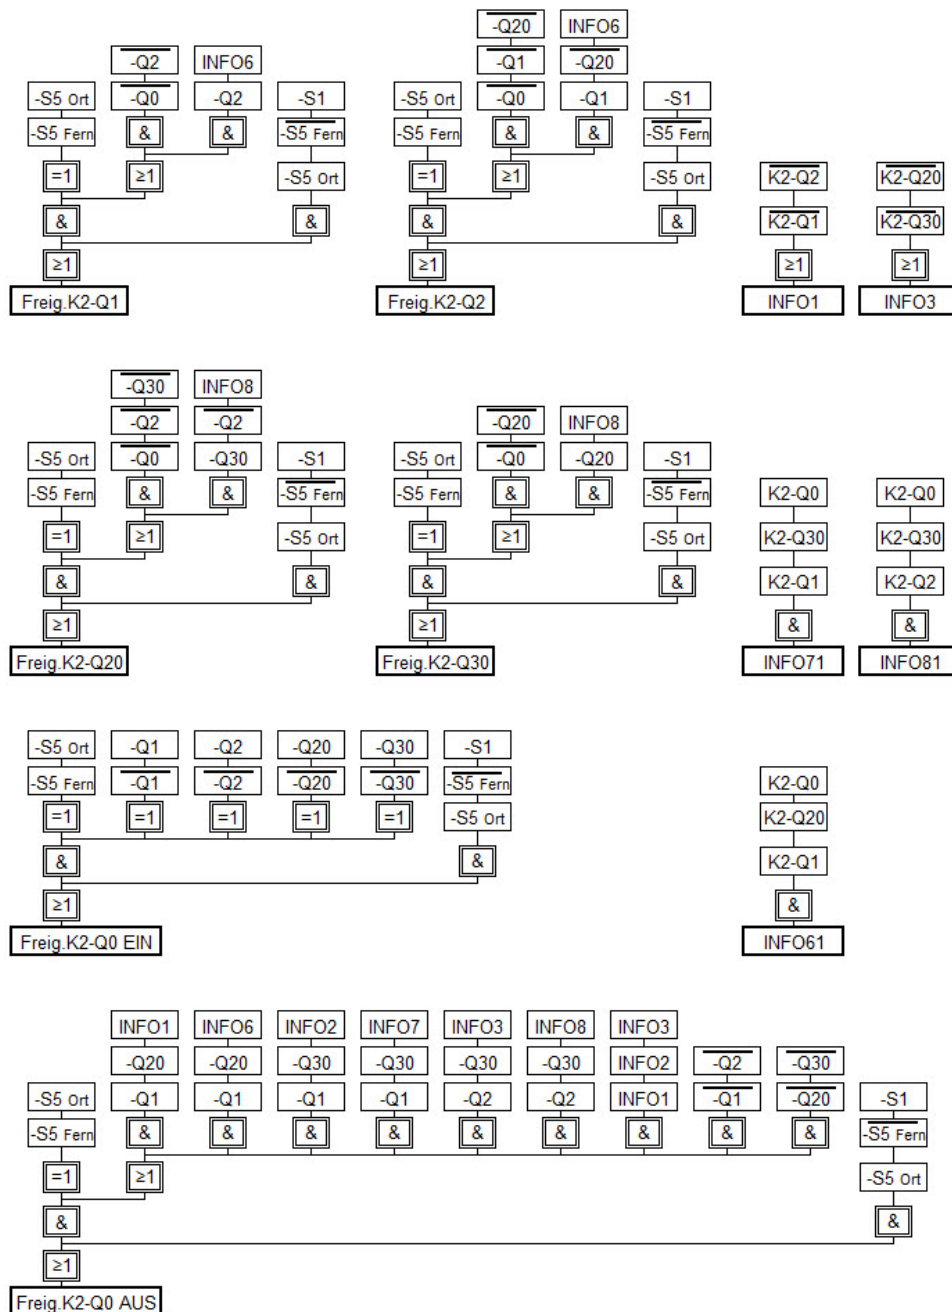 -Q20 INFO6
-Q2 INFO6 -Q1 -Q20
-S5 Ort -Q0 -Q2 -S1 -S5 Ort -Q0 -Q1 -S1
-S5 Fern & & -S5 Fern -S5 Fern & & -S5 Fern
=1 ≥1 -S5 Ort =1 ≥1 -S5 Ort K2-Q2 K2-Q20
& & & & K2-Q1 K2-Q30
≥1 ≥1 ≥1 ≥1
Freig.K2-Q1 Freig.K2-Q2 INFO1 INFO3
-Q30 INFO8
-Q2 -Q2 -Q20 INFO8
-S5 Ort -Q0 -Q30 -S1 -S5 Ort -Q0 -Q20 -S1
-S5 Fern & & -S5 Fern -S5 Fern & & -S5 Fern K2-Q0 K2-Q0
=1 ≥1 -S5 Ort =1 ≥1 -S5 Ort K2-Q30 K2-Q30
& & & & K2-Q1 K2-Q2
≥1 ≥1 & &
Freig.K2-Q20 Freig.K2-Q30 INFO71 INFO81
-S5 Ort -Q1 -Q2 -Q20 -Q30 -S1
-S5 Fern -Q1 -Q2 -Q20 -Q30 -S5 Fern K2-Q0
=1 =1 =1 =1 =1 -S5 Ort K2-Q20
& & K2-Q1
≥1 &
Freig.K2-Q0 EIN INFO61
INFO1 INFO6 INFO2 INFO7 INFO3 INFO8 INFO3
-Q20 -Q20 -Q30 -Q30 -Q30 -Q30 INFO2 -Q2 -Q30
-S5 Ort -Q1 -Q1 -Q1 -Q1 -Q2 -Q2 INFO1 -Q1 -Q20 -S1
-S5 Fern & & & & & & & & & -S5 Fern
=1 ≥1 -S5 Ort
& &
≥1
Freig.K2-Q0 AUS